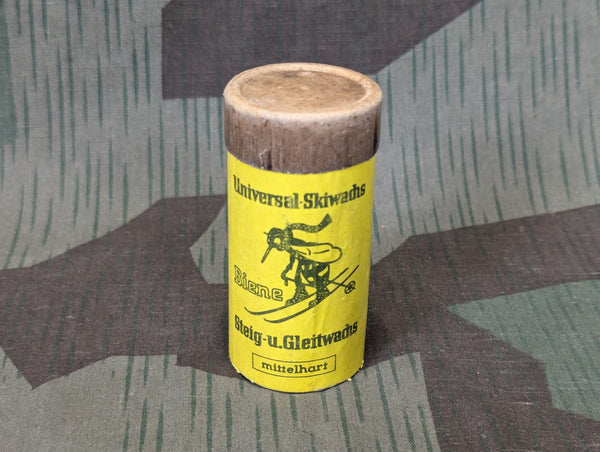 Universal-Skiwachs
Biene
Steig-u.Gleitwachs
mittelhart